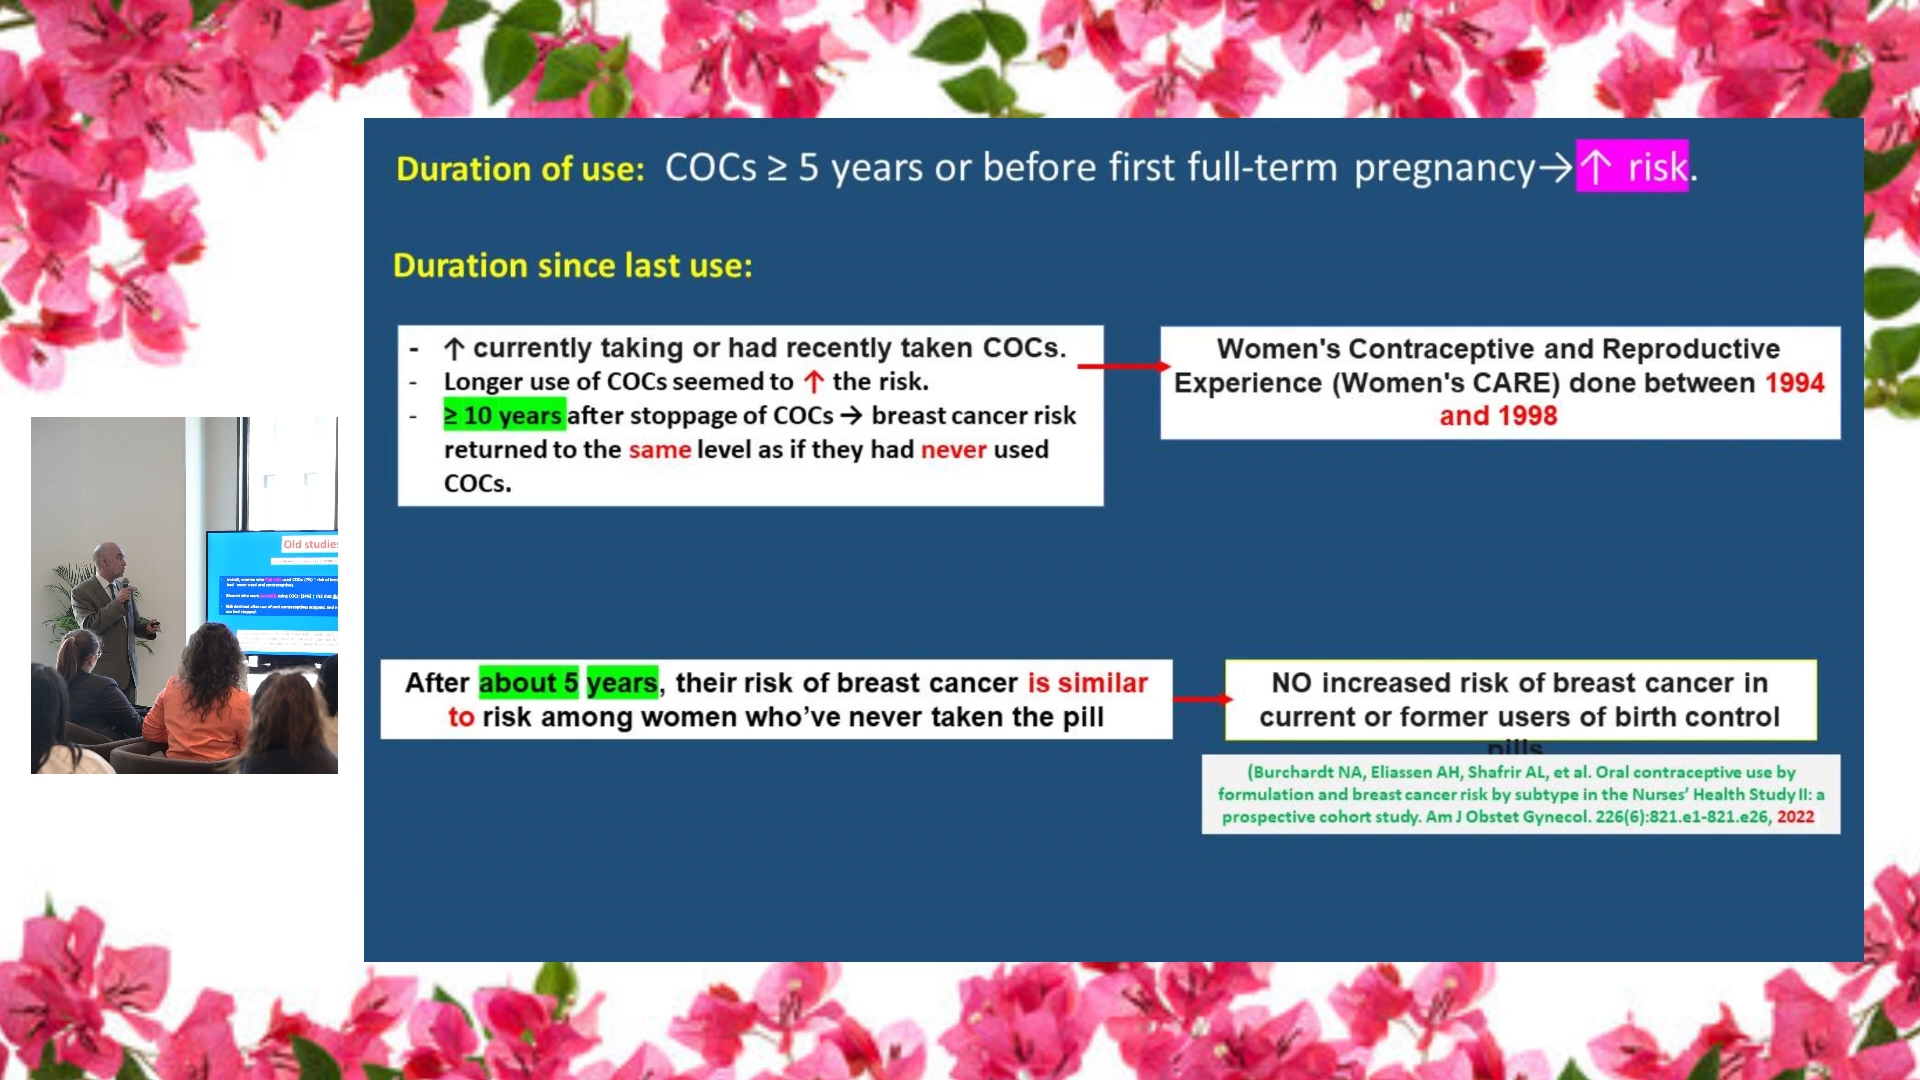 Duration of use: COCs ≥ 5 years or before first full-term pregnancy→↑ risk.
Duration since last use:
- ↑ currently taking or had recently taken COCs.
- Longer use of COCs seemed to ↑ the risk.
- ≥ 10 years after stoppage of COCs → breast cancer risk
returned to the same level as if they had never used
COCs.
Women's Contraceptive and Reproductive
Experience (Women's CARE) done between 1994
and 1998
After about 5 years, their risk of breast cancer is similar
to risk among women who've never taken the pill
NO increased risk of breast cancer in
current or former users of birth control
pills
(Burchardt NA, Eliassen AH, Shafrir AL, et al. Oral contraceptive use by
formulation and breast cancer risk by subtype in the Nurses' Health Study II: a
prospective cohort study. Am J Obstet Gynecol. 226(6):821.e1-821.e26, 2022
Old studies